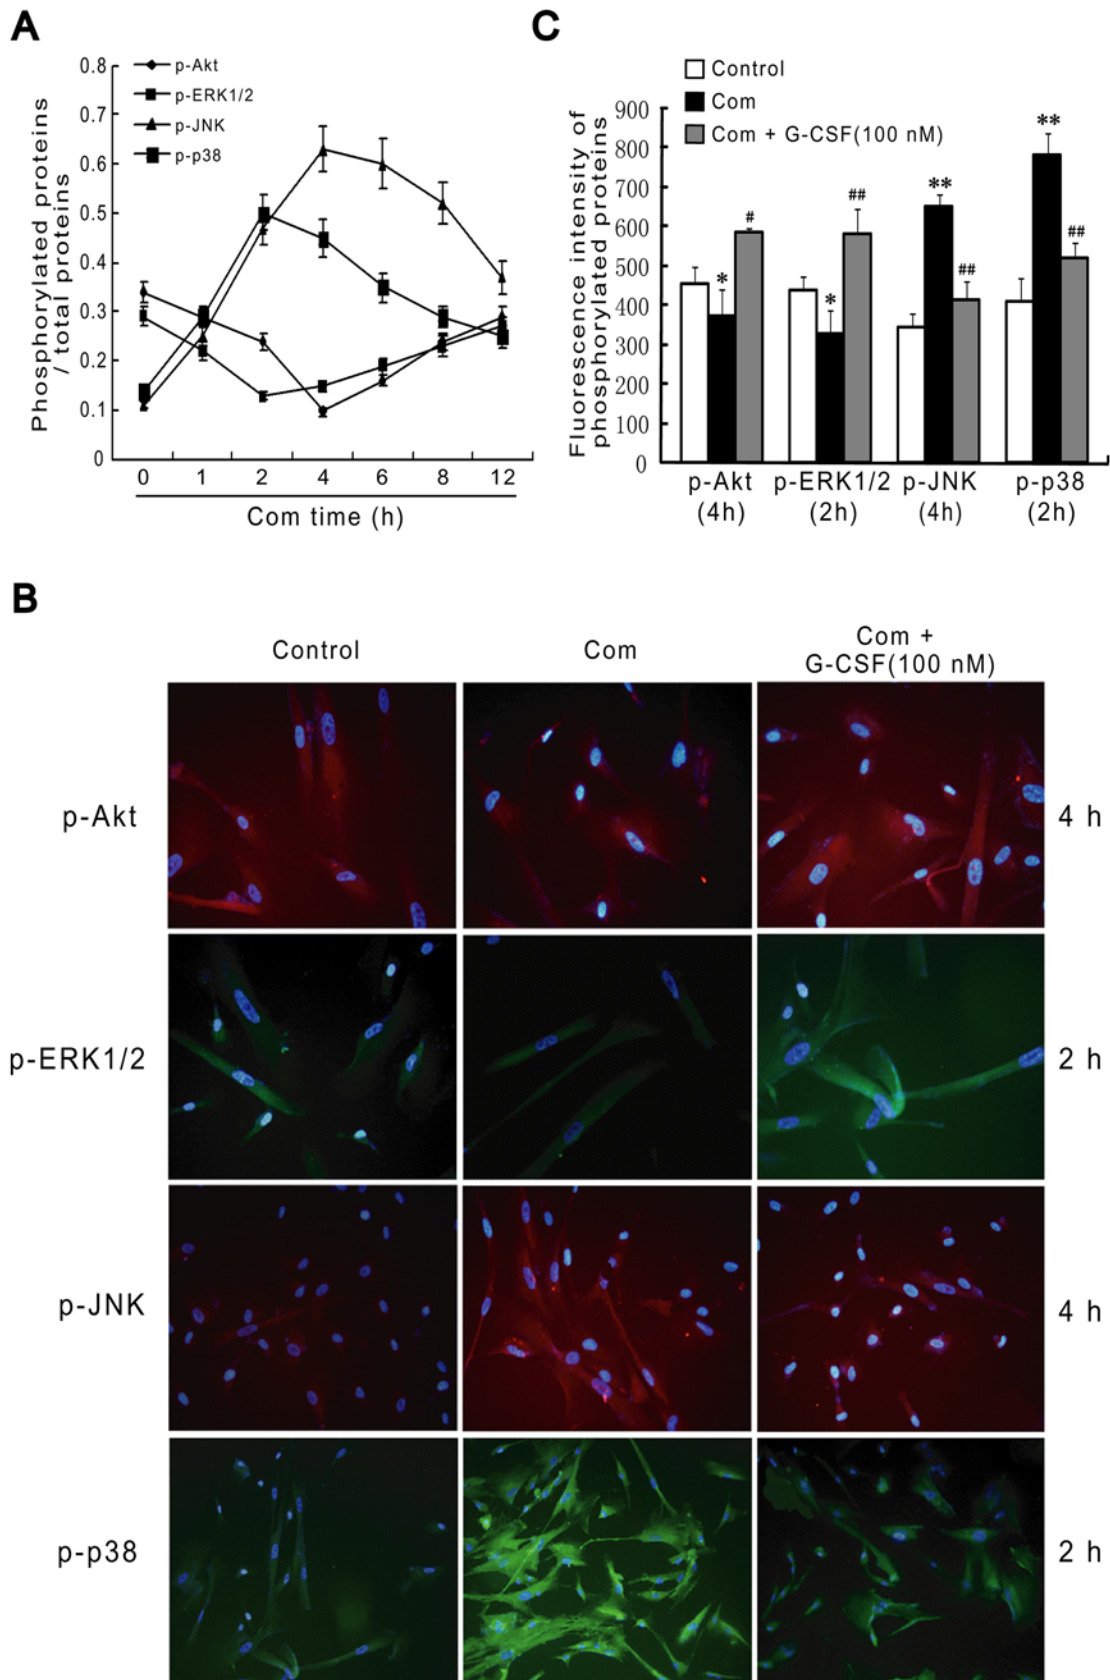 A
0.8
0.7
0.6
0.5
0.4
0.3
0.2
0.1
0
Phosphorylated proteins
/ total proteins
p-Akt
p-ERK1/2
p-JNK
p-p38
0 1 2 4 6 8 12
Com time (h)
C
Control
Com
Com + G-CSF(100 nM)
900
800
700
600
500
400
300
200
100
0
Fluorescence intensity of
phosphorylated proteins
* #
* ##
** ##
** ##
p-Akt p-ERK1/2 p-JNK p-p38
(4h) (2h) (4h) (2h)
B
Control Com Com +
G-CSF(100 nM)
p-Akt 4 h
p-ERK1/2 2 h
p-JNK 4 h
p-p38 2 h